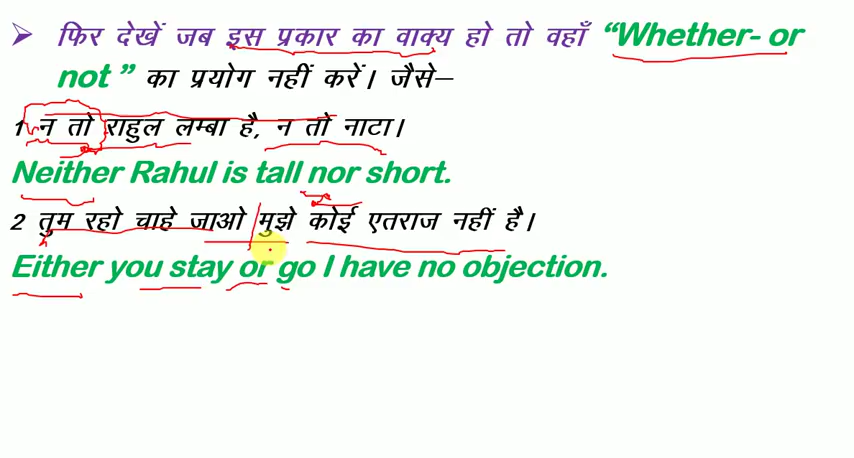 ➢ फिर देखें जब इस प्रकार का वाक्य हो तो वहाँ “Whether- or
not ” का प्रयोग नहीं करें। जैसे–
1 न तो राहुल लम्बा है, न तो नाटा।
Neither Rahul is tall nor short.
2 तुम रहो चाहे जाओ मुझे कोई एतराज नहीं है।
Either you stay or go I have no objection.